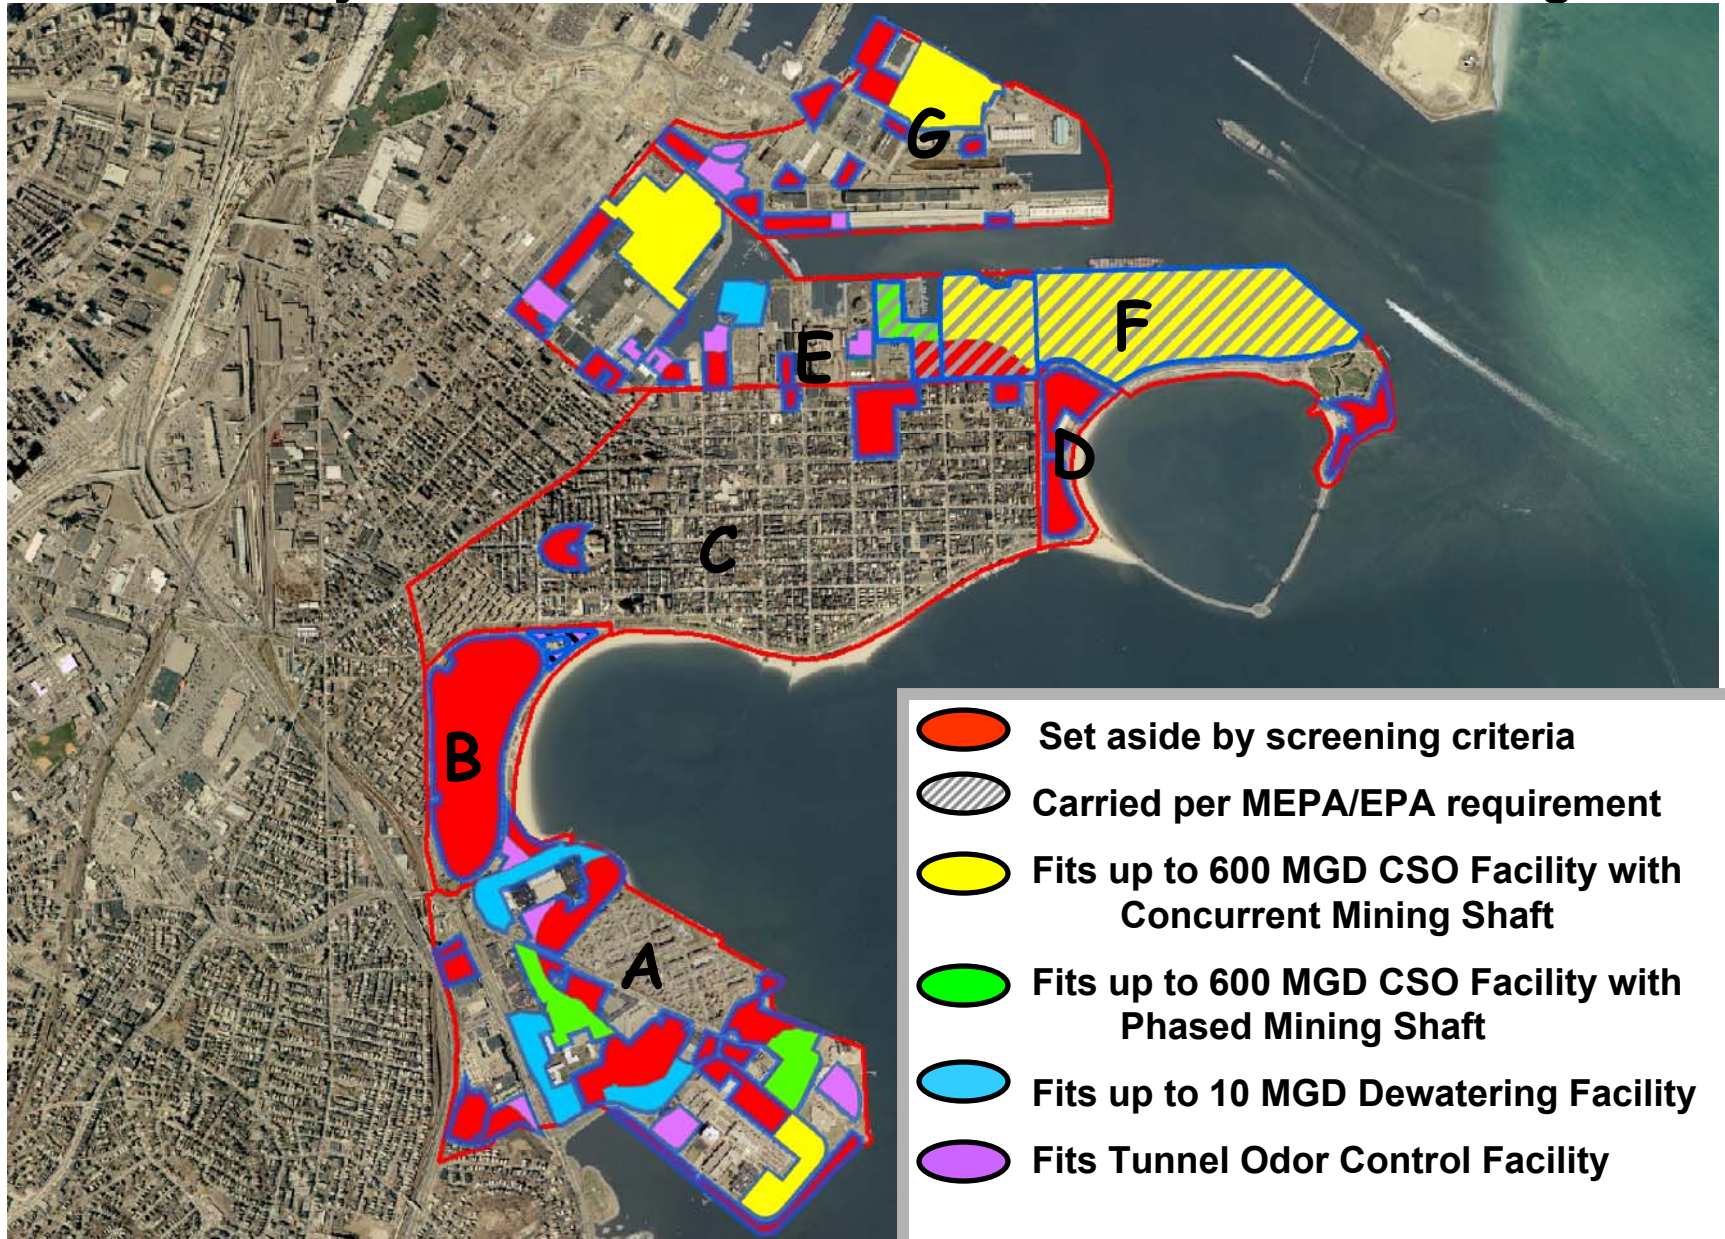 G
F
E
D
C
B
A
Set aside by screening criteria
Carried per MEPA/EPA requirement
Fits up to 600 MGD CSO Facility with
Concurrent Mining Shaft
Fits up to 600 MGD CSO Facility with
Phased Mining Shaft
Fits up to 10 MGD Dewatering Facility
Fits Tunnel Odor Control Facility